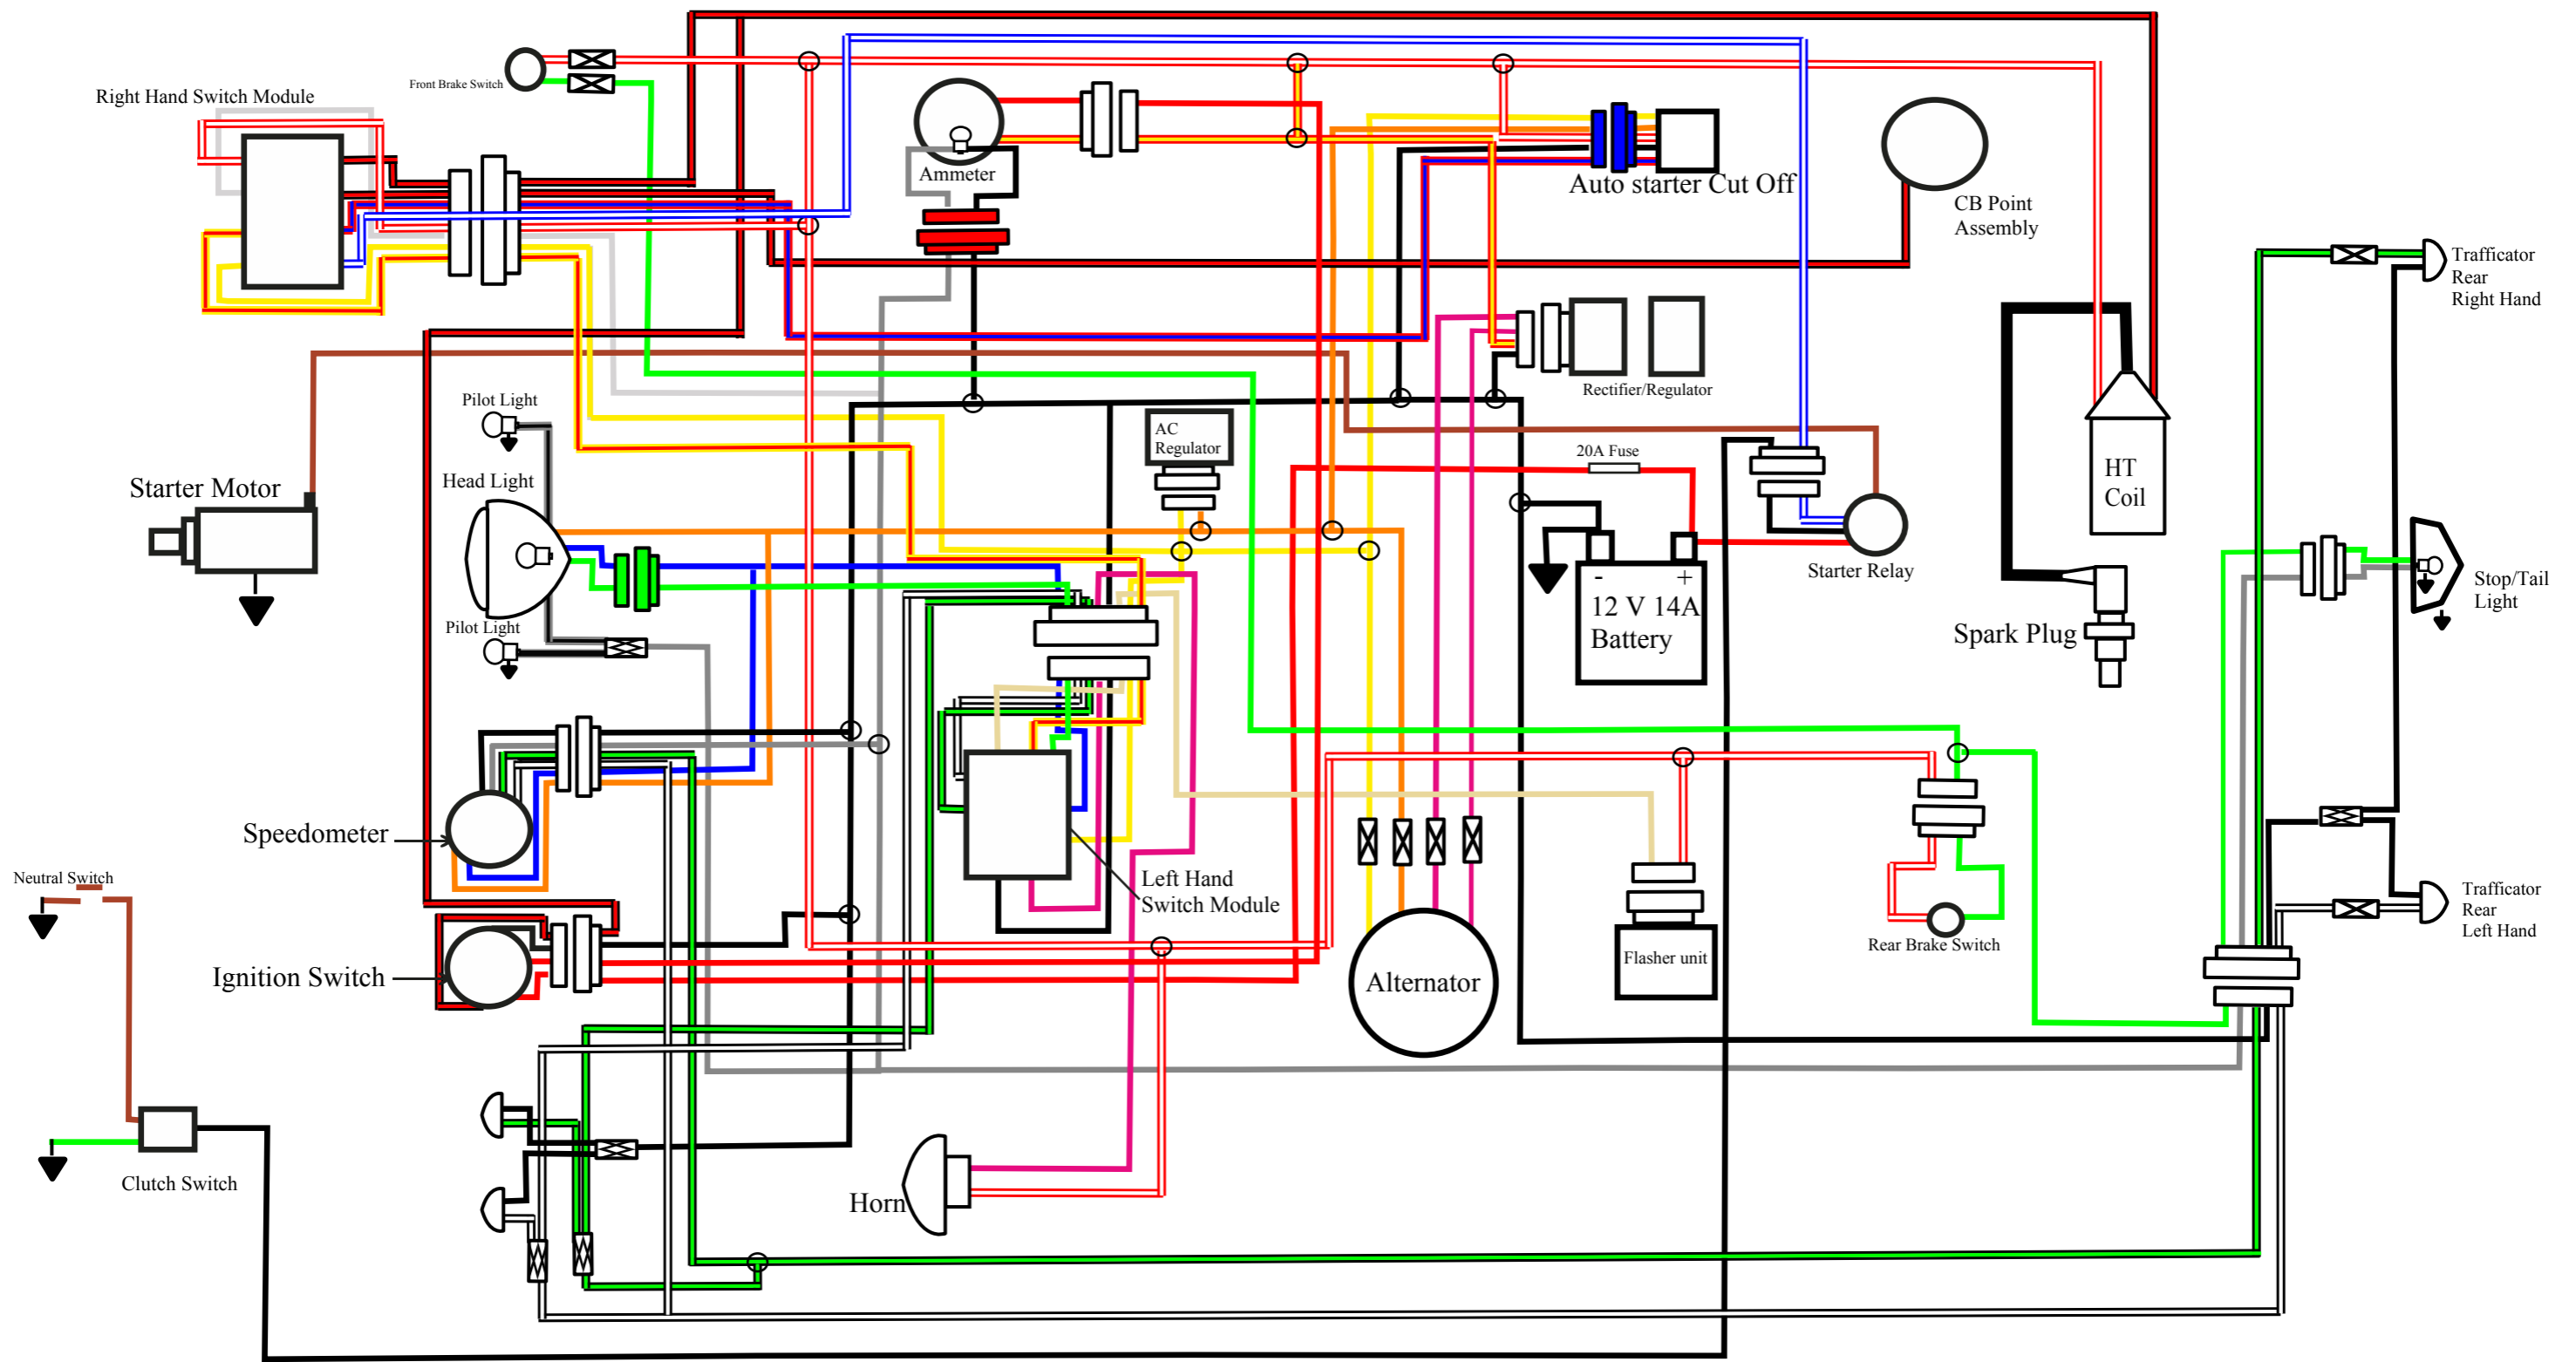 Front Brake Switch
Right Hand Switch Module
Ammeter
Auto starter Cut Off
CB Point
Assembly
Trafficator
Rear
Right Hand
Rectifier/Regulator
Pilot Light
AC
Regulator
20A Fuse
Head Light
HT
Coil
Starter Motor
Starter Relay
- +
12 V 14A
Battery
Stop/Tail
Light
Pilot Light
Spark Plug
Speedometer
Neutral Switch
Left Hand
Switch Module
Trafficator
Rear
Left Hand
Rear Brake Switch
Flasher unit
Ignition Switch
Alternator
Clutch Switch
Horn